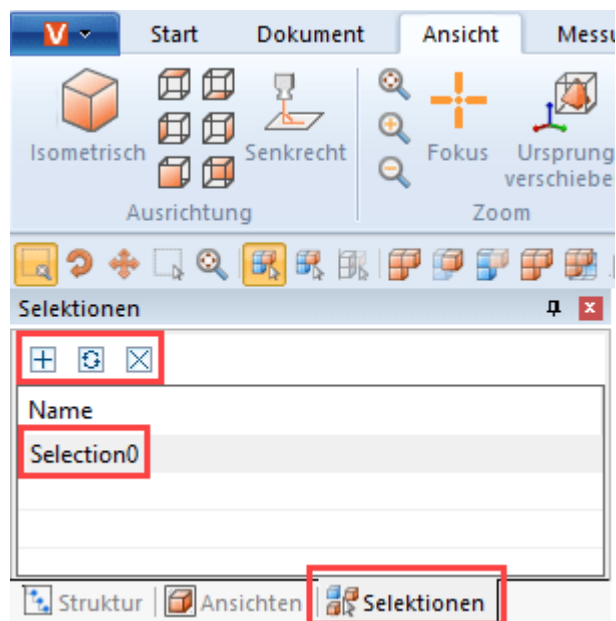 V Start Dokument Ansicht Messu
Isometrisch Senkrecht Fokus Ursprung
verschiebe
Ausrichtung Zoom
Selektionen
Name
Selection0
Struktur Ansichten Selektionen